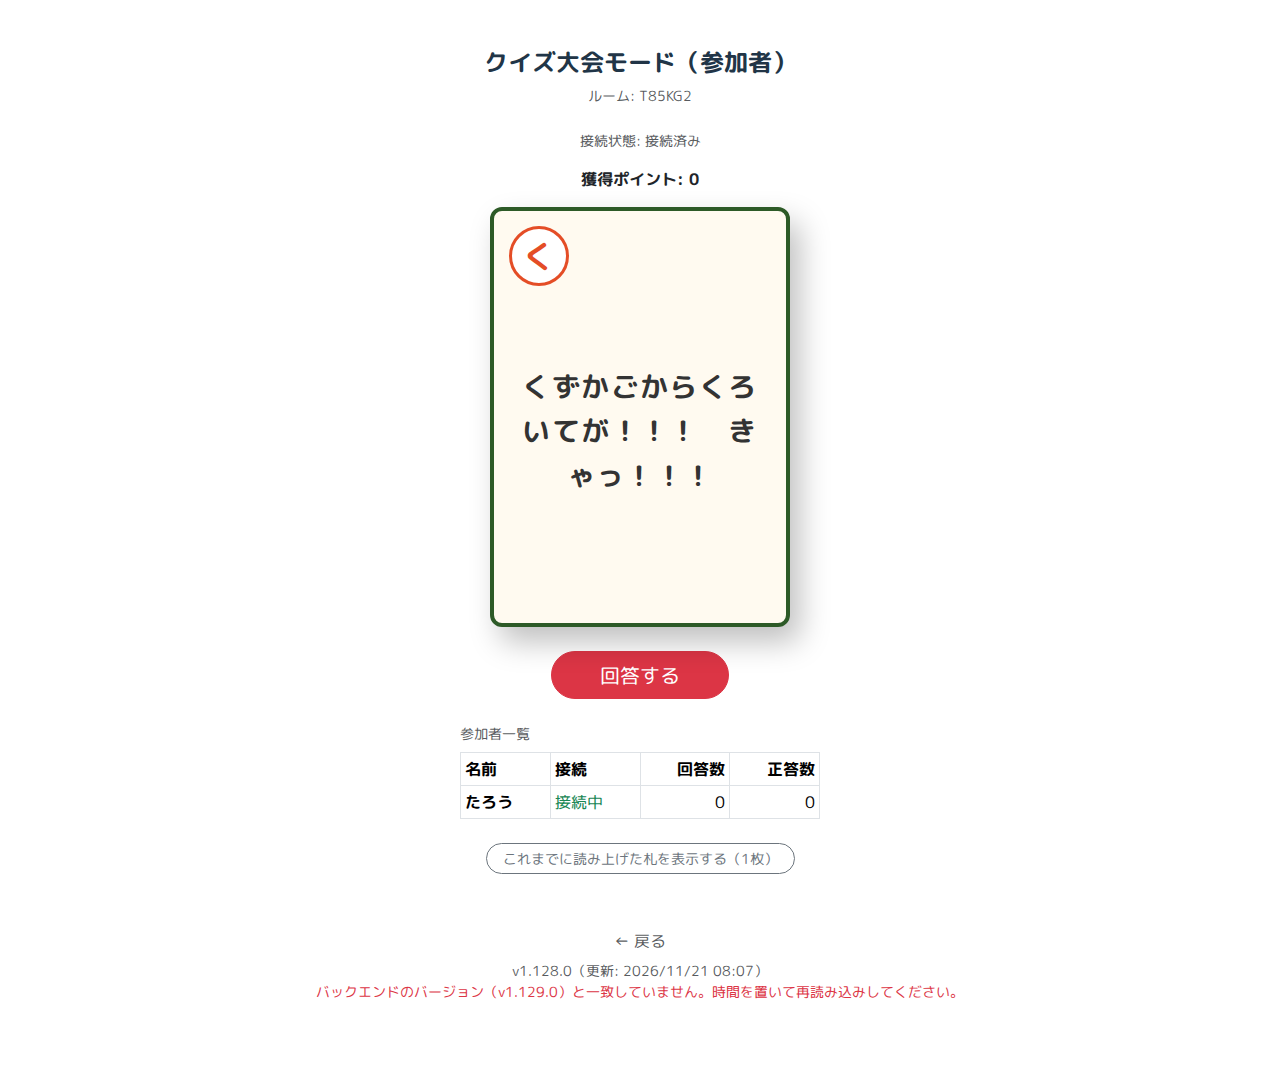 クイズ大会モード（参加者）
ルーム: T85KG2
接続状態: 接続済み
獲得ポイント: 0
く
くずかごからくろ
いてが！！！　き
ゃっ！！！
回答する
参加者一覧
名前 接続 回答数 正答数
たろう 接続中 0 0
これまでに読み上げた札を表示する（1枚）
← 戻る
v1.128.0（更新: 2026/11/21 08:07）
バックエンドのバージョン（v1.129.0）と一致していません。時間を置いて再読み込みしてください。